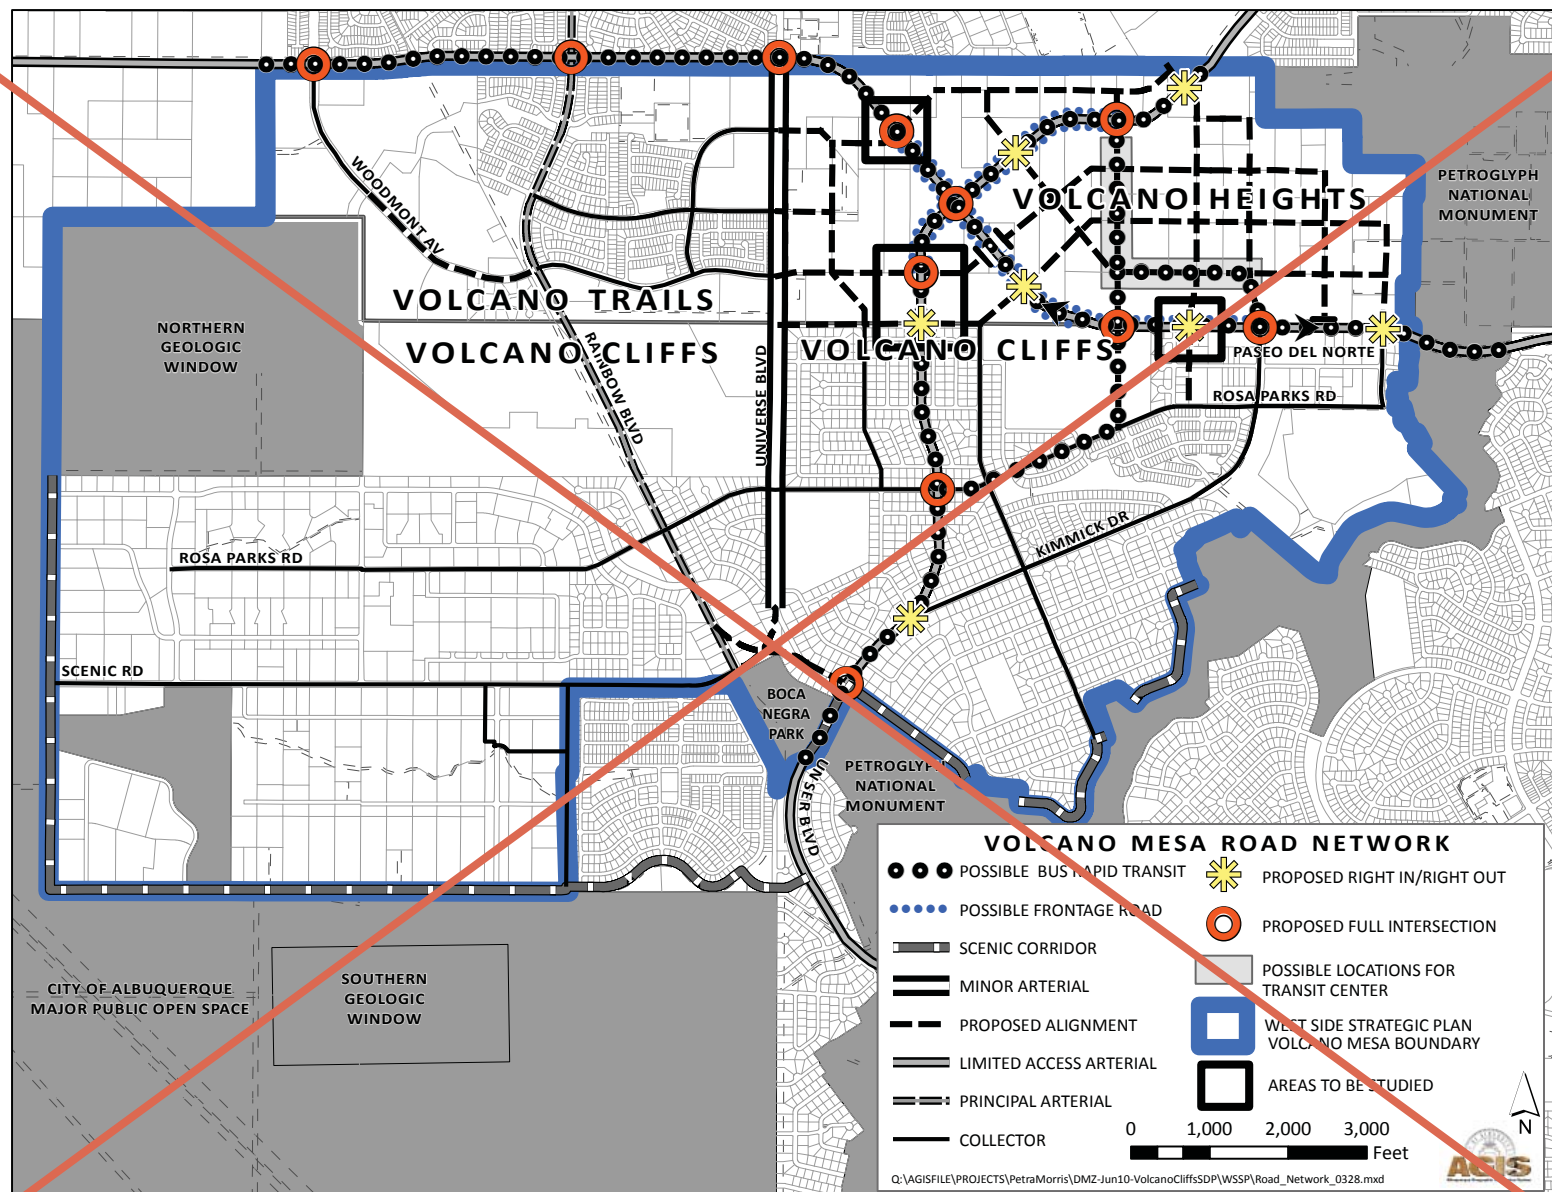 PETROGLYPH
NATIONAL
MONUMENT
WOODMONT AV
VOLCANO HEIGHTS
VOLCANO TRAILS
NORTHERN
GEOLOGIC
WINDOW
VOLCANO CLIFFS
VOLCANO CLIFFS
RAINBOW BLVD
UNIVERSE BLVD
PASEO DEL NORTE
ROSA PARKS RD
KIMMICK DR
ROSA PARKS RD
SCENIC RD
BOCA
NEGRA
PARK
PETROGLYPH
NATIONAL
MONUMENT
UNSER BLVD
CITY OF ALBUQUERQUE
MAJOR PUBLIC OPEN SPACE
SOUTHERN
GEOLOGIC
WINDOW
VOLCANO MESA ROAD NETWORK
POSSIBLE BUS RAPID TRANSIT
POSSIBLE FRONTAGE ROAD
SCENIC CORRIDOR
MINOR ARTERIAL
PROPOSED ALIGNMENT
LIMITED ACCESS ARTERIAL
PRINCIPAL ARTERIAL
COLLECTOR
PROPOSED RIGHT IN/RIGHT OUT
PROPOSED FULL INTERSECTION
POSSIBLE LOCATIONS FOR
TRANSIT CENTER
WEST SIDE STRATEGIC PLAN
VOLCANO MESA BOUNDARY
AREAS TO BE STUDIED
0 1,000 2,000 3,000
Feet
N
AGIS
Q:\AGISFILE\PROJECTS\PetraMorris\DMZ-Jun10-VolcanoCliffsSDP\WSSP\Road_Network_0328.mxd